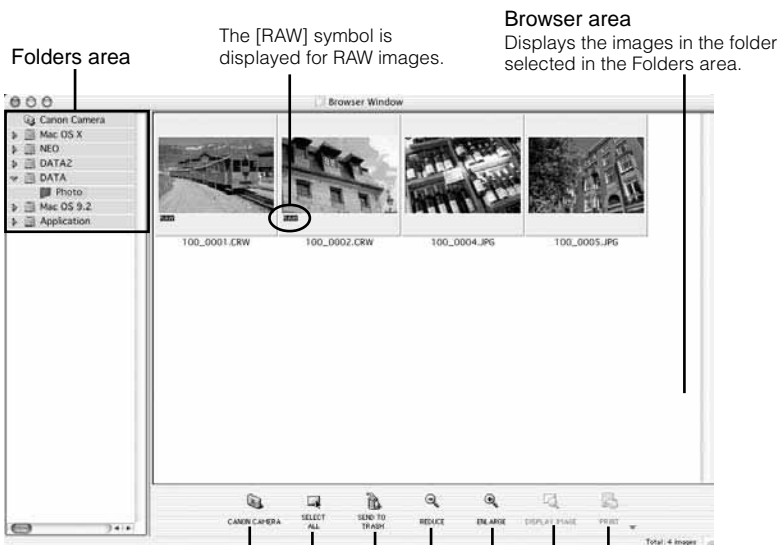 Folders area
The [RAW] symbol is
displayed for RAW images.
Browser area
Displays the images in the folder
selected in the Folders area.
Browser Window
Canon Camera
Mac OS X
NEO
DATA2
DATA
Photo
Mac OS 9.2
Application
RAW
RAW
100_0001.CRW
100_0002.CRW
100_0004.JPG
100_0005.JPG
CANON CAMERA
SELECT
ALL
SEND TO
TRASH
REDUCE
ENLARGE
DISPLAY IMAGE
PRINT
Total: 4 images